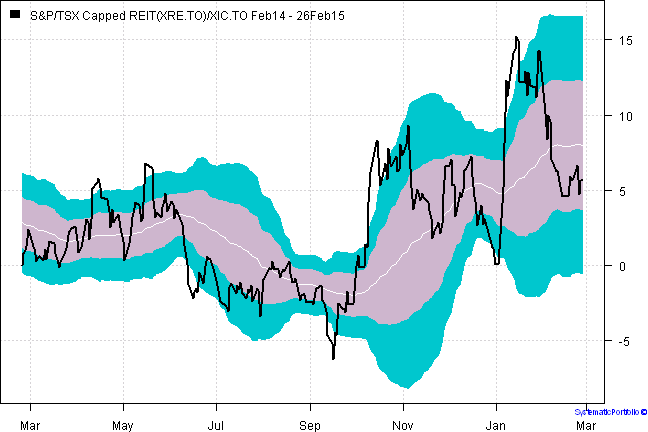 S&P/TSX Capped REIT(XRE.TO)/XIC.TO Feb14 - 26Feb15
15
10
5
0
-5
Mar May Jul Sep Nov Jan Mar
SystematicPortfolio ©